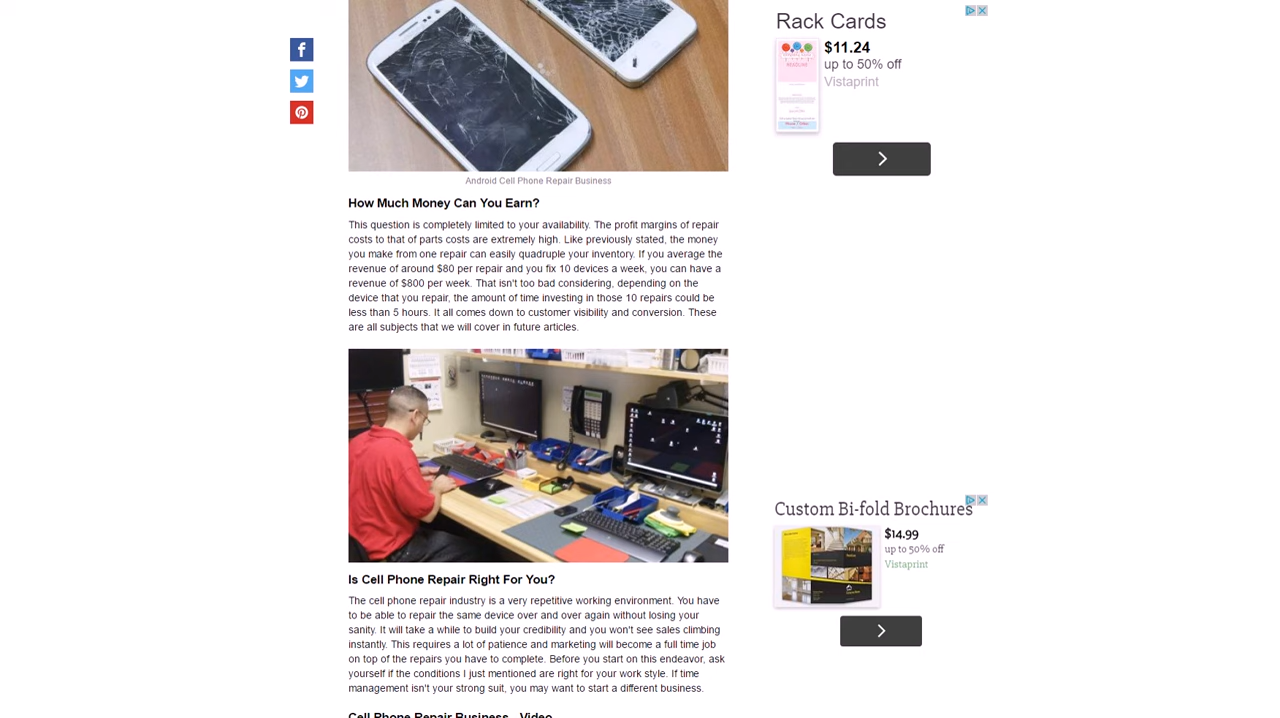 Android Cell Phone Repair Business
How Much Money Can You Earn?
This question is completely limited to your availability. The profit margins of repair
costs to that of parts costs are extremely high. Like previously stated, the money
you make from one repair can easily quadruple your inventory. If you average the
revenue of around $80 per repair and you fix 10 devices a week, you can have a
revenue of $800 per week. That isn't too bad considering, depending on the
device that you repair, the amount of time investing in those 10 repairs could be
less than 5 hours. It all comes down to customer visibility and conversion. These
are all subjects that we will cover in future articles.
Is Cell Phone Repair Right For You?
The cell phone repair industry is a very repetitive working environment. You have
to be able to repair the same device over and over again without losing your
sanity. It will take a while to build your credibility and you won't see sales climbing
instantly. This requires a lot of patience and marketing will become a full time job
on top of the repairs you have to complete. Before you start on this endeavor, ask
yourself if the conditions I just mentioned are right for your work style. If time
management isn't your strong suit, you may want to start a different business.
Cell Phone Repair Business - Video
Rack Cards
$11.24
up to 50% off
Vistaprint
Custom Bi-fold Brochures
$14.99
up to 50% off
Vistaprint